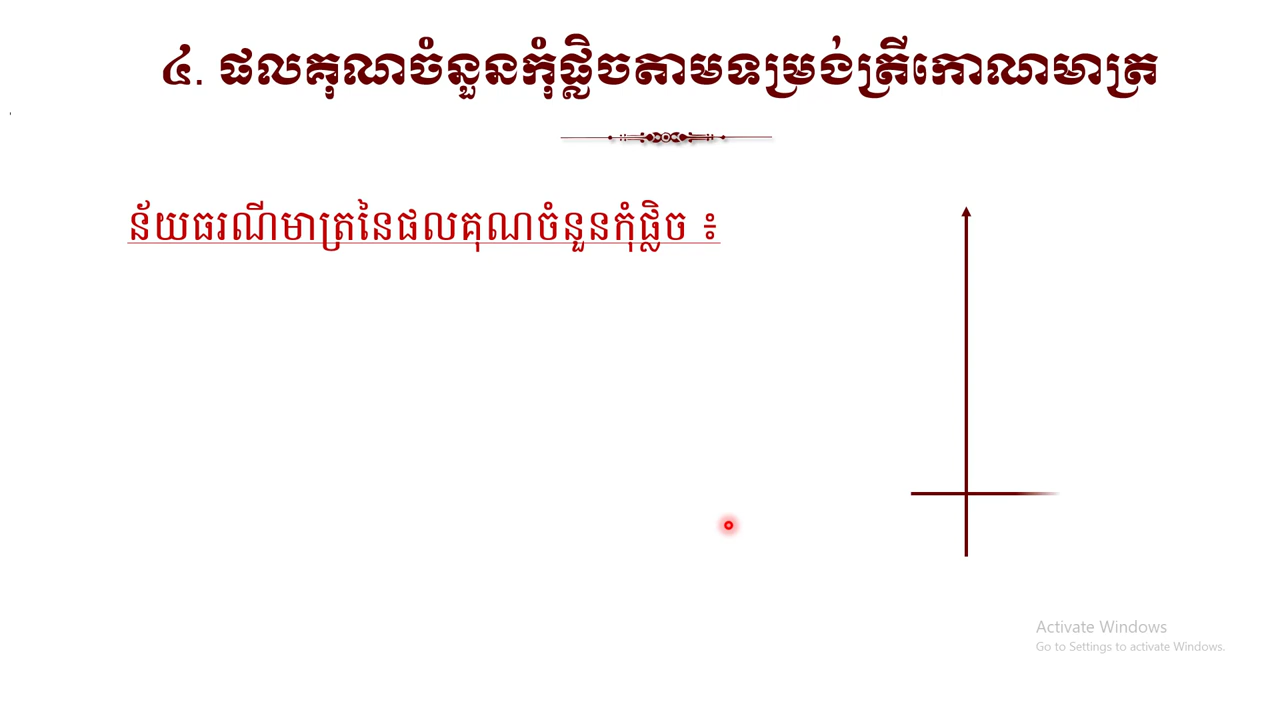 ៤. ផលគុណចំនួនកុំផ្លិចតាមទម្រង់ត្រីកោណមាត្រ
ន័យធរណីមាត្រនៃផលគុណចំនួនកុំផ្លិច ៖
Activate Windows
Go to Settings to activate Windows.